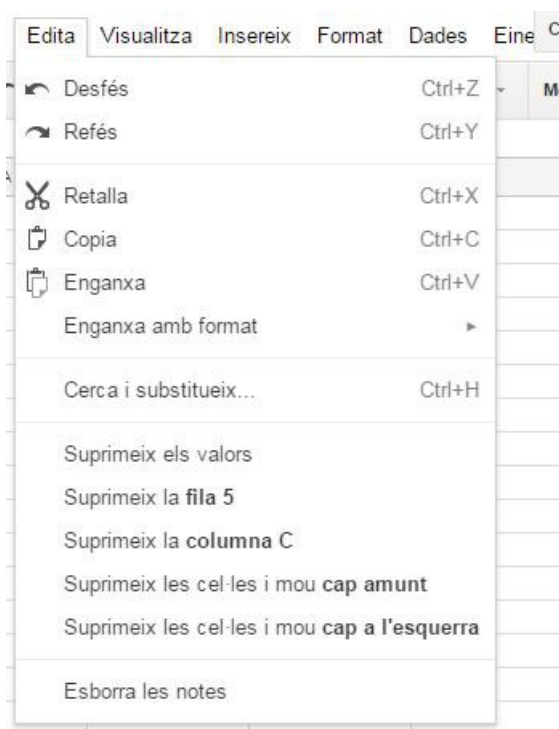 Edita Visualitza Insereix Format Dades Eine C
Desfés Ctrl+Z
Refés Ctrl+Y
Retalla Ctrl+X
Copia Ctrl+C
Enganxa Ctrl+V
Enganxa amb format
Cerca i substitueix... Ctrl+H
Suprimeix els valors
Suprimeix la fila 5
Suprimeix la columna C
Suprimeix les cel·les i mou cap amunt
Suprimeix les cel·les i mou cap a l'esquerra
Esborra les notes